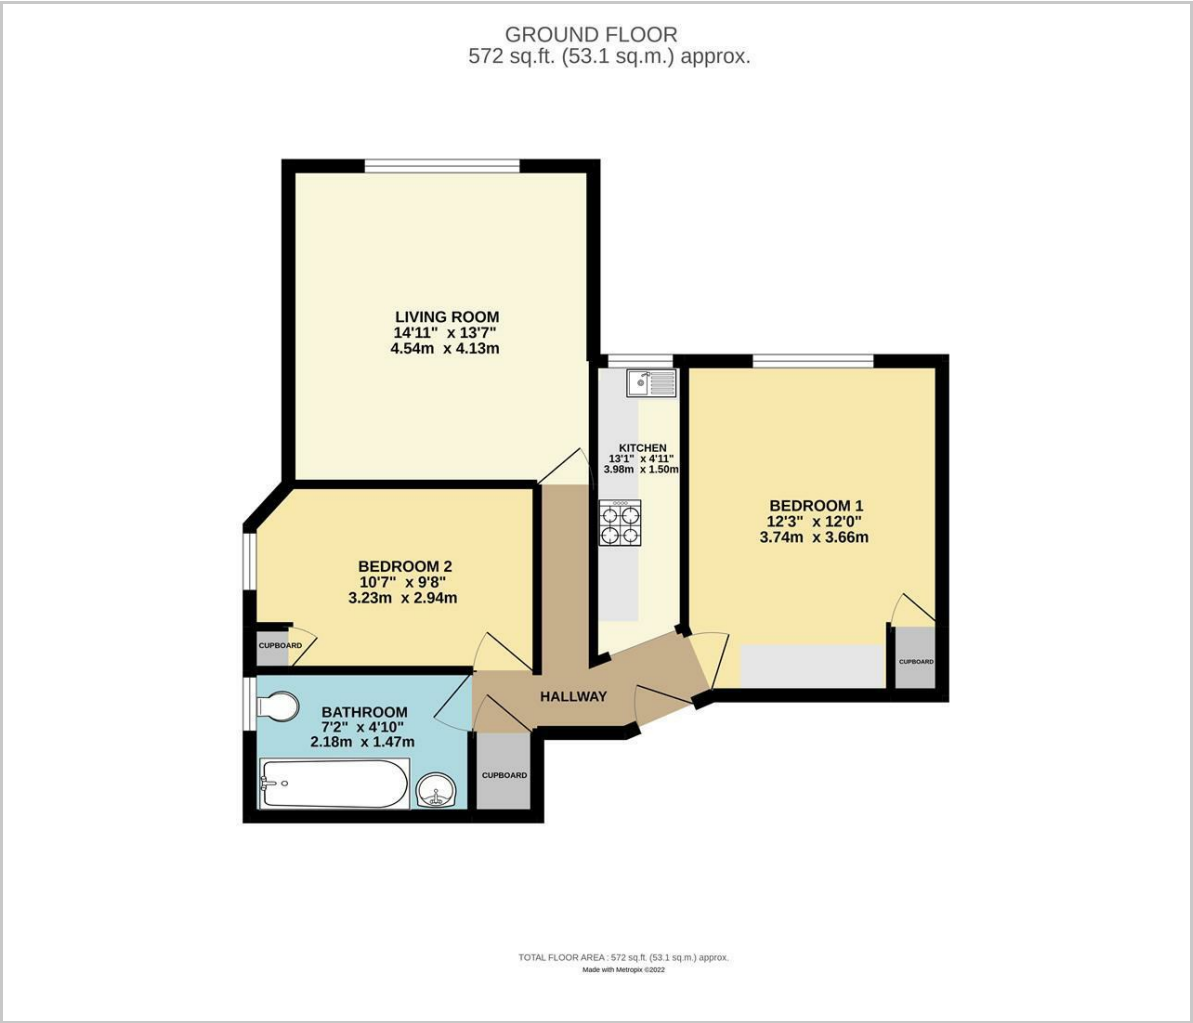 GROUND FLOOR
572 sq.ft. (53.1 sq.m.) approx.
LIVING ROOM
14'11" x 13'7"
4.54m x 4.13m
KITCHEN
13'1" x 4'11"
3.98m x 1.50m
BEDROOM 1
12'3" x 12'0"
3.74m x 3.66m
BEDROOM 2
10'7" x 9'8"
3.23m x 2.94m
CUPBOARD
CUPBOARD
HALLWAY
BATHROOM
7'2" x 4'10"
2.18m x 1.47m
CUPBOARD
TOTAL FLOOR AREA : 572 sq.ft. (53.1 sq.m.) approx.
Made with Metropix ©2022